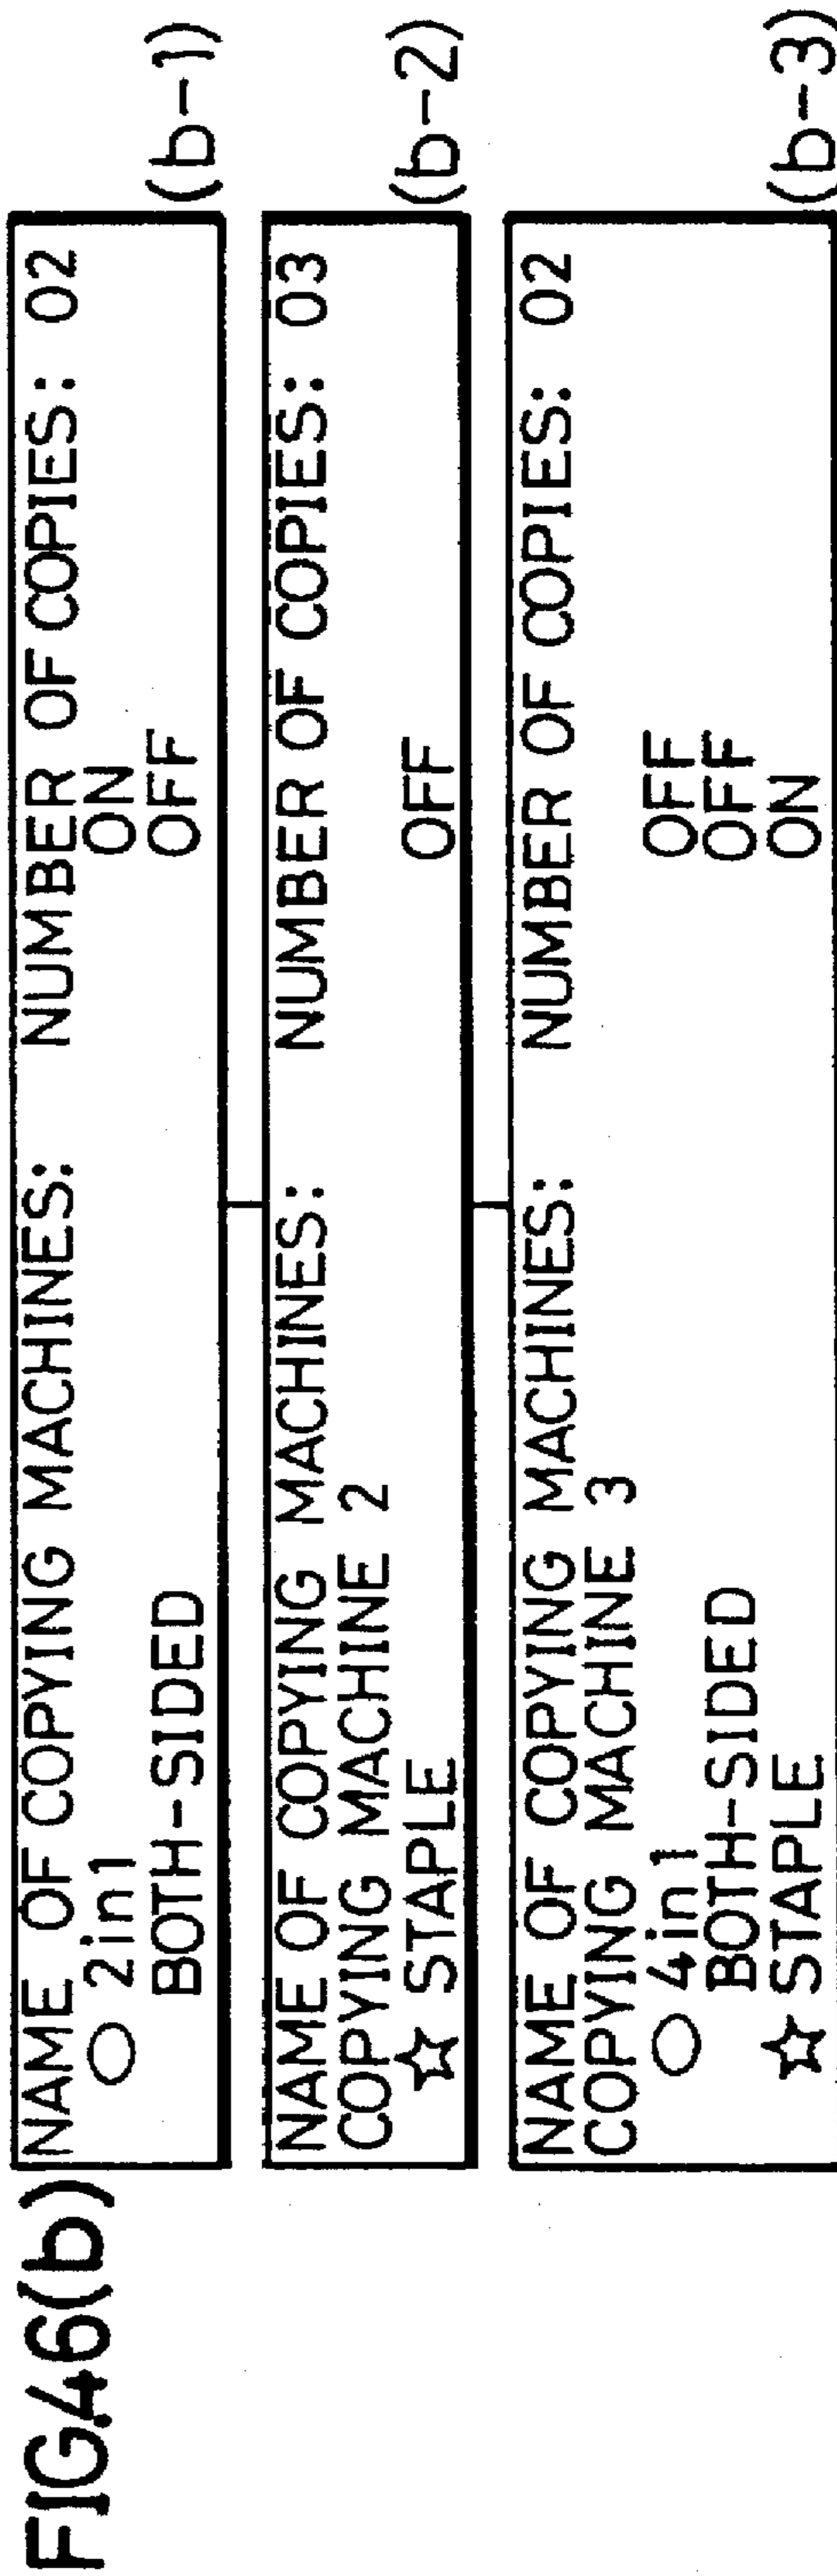 FIG.46(b)
NAME OF COPYING MACHINES: NUMBER OF COPIES: 02
2in1 ON
BOTH-SIDED OFF
(b-1)
NAME OF COPYING MACHINES: NUMBER OF COPIES: 03
COPYING MACHINE 2
☆ STAPLE OFF
(b-2)
NAME OF COPYING MACHINES: NUMBER OF COPIES: 02
COPYING MACHINE 3
○ 4in1 OFF
BOTH-SIDED OFF
☆ STAPLE ON
(b-3)